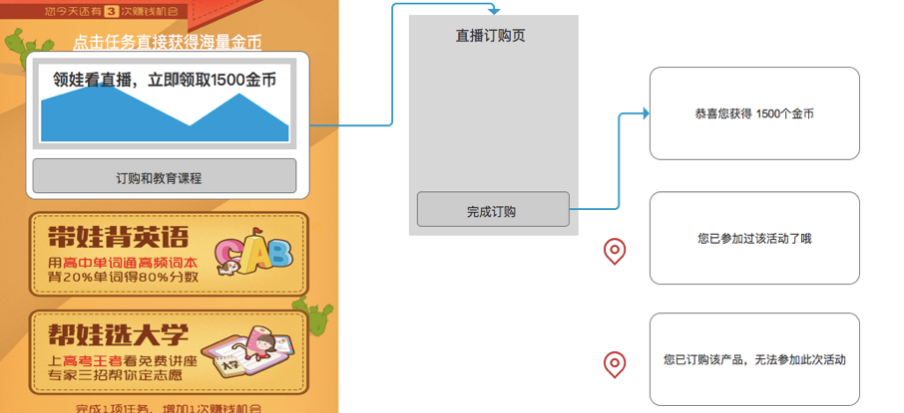 您今天还有 3 次赚钱机会
点击任务直接获得海量金币
领娃看直播，立即领取1500金币
订购和教育课程
带娃背英语
用高中单词通高频词本
背20%单词得80%分数
CAB
帮娃选大学
上高考王者看免费讲座
专家三招帮你定志愿
大学
完成1项任务，增加1次赚钱机会
直播订购页
完成订购
恭喜您获得 1500个金币
您已参加过该活动了哦
您已订购该产品，无法参加此次活动